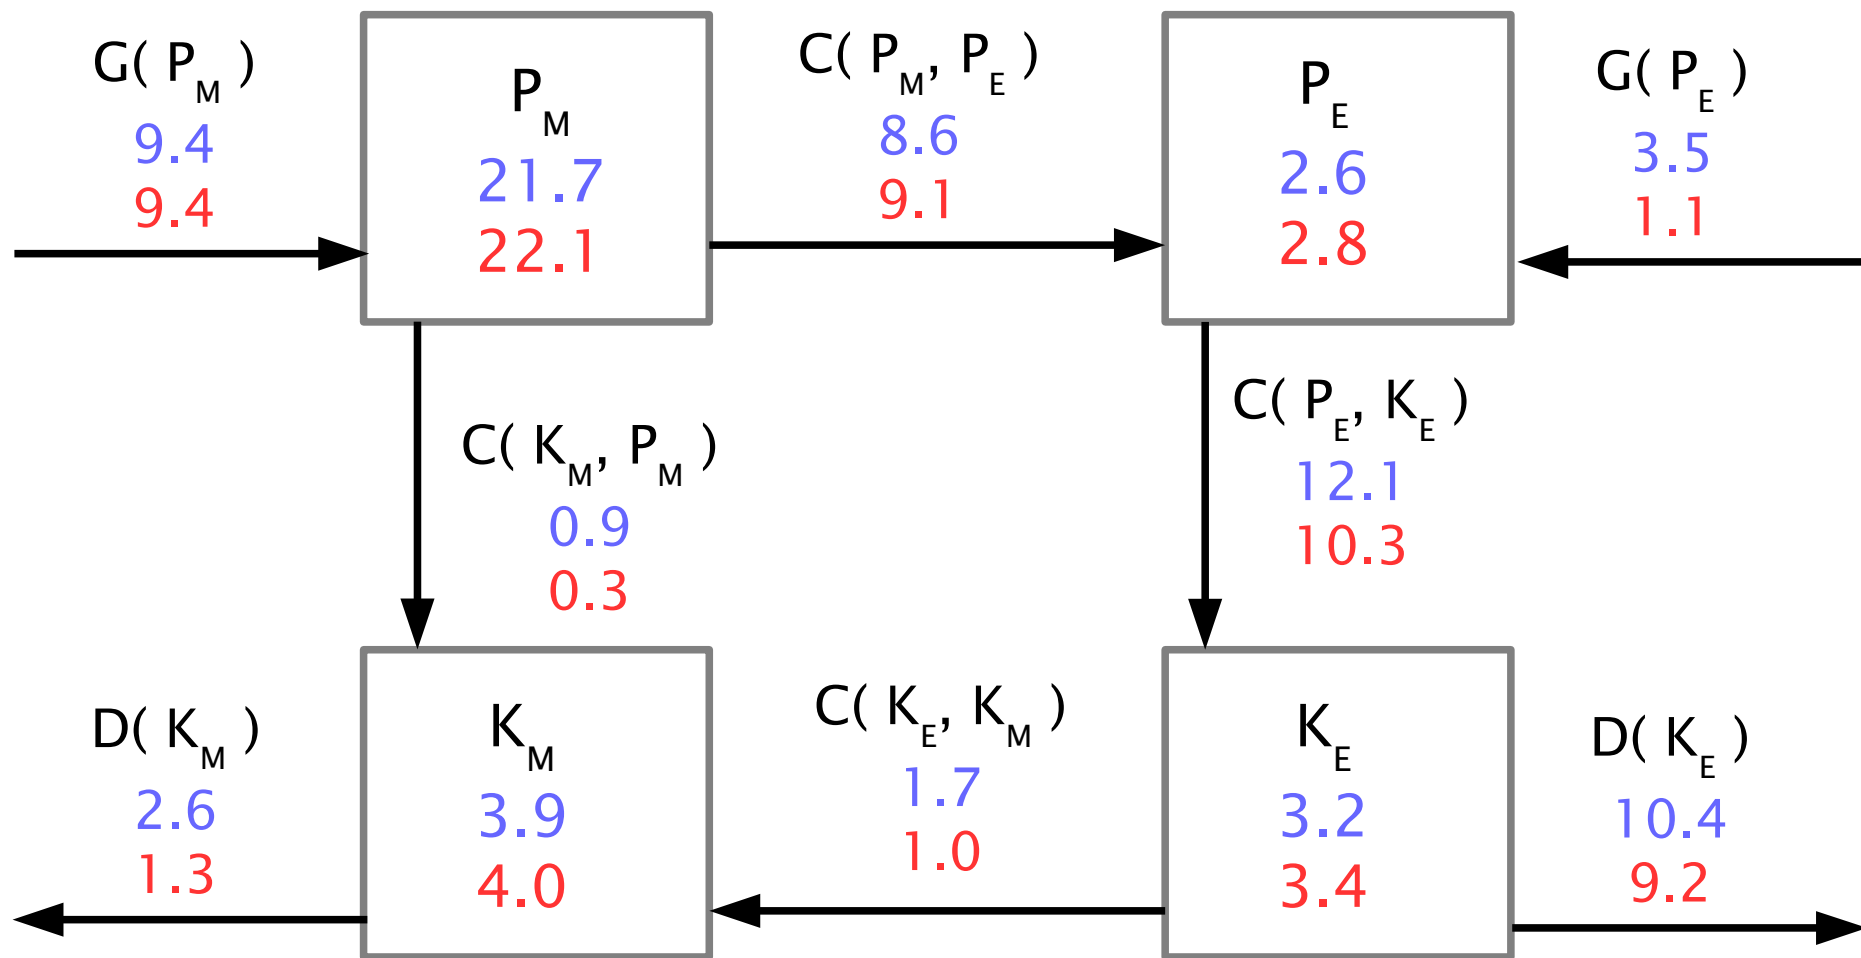 G( P_M )
9.4
9.4
P_M
21.7
22.1
C( P_M, P_E )
8.6
9.1
P_E
2.6
2.8
G( P_E )
3.5
1.1
C( K_M, P_M )
0.9
0.3
C( P_E, K_E )
12.1
10.3
D( K_M )
2.6
1.3
K_M
3.9
4.0
C( K_E, K_M )
1.7
1.0
K_E
3.2
3.4
D( K_E )
10.4
9.2